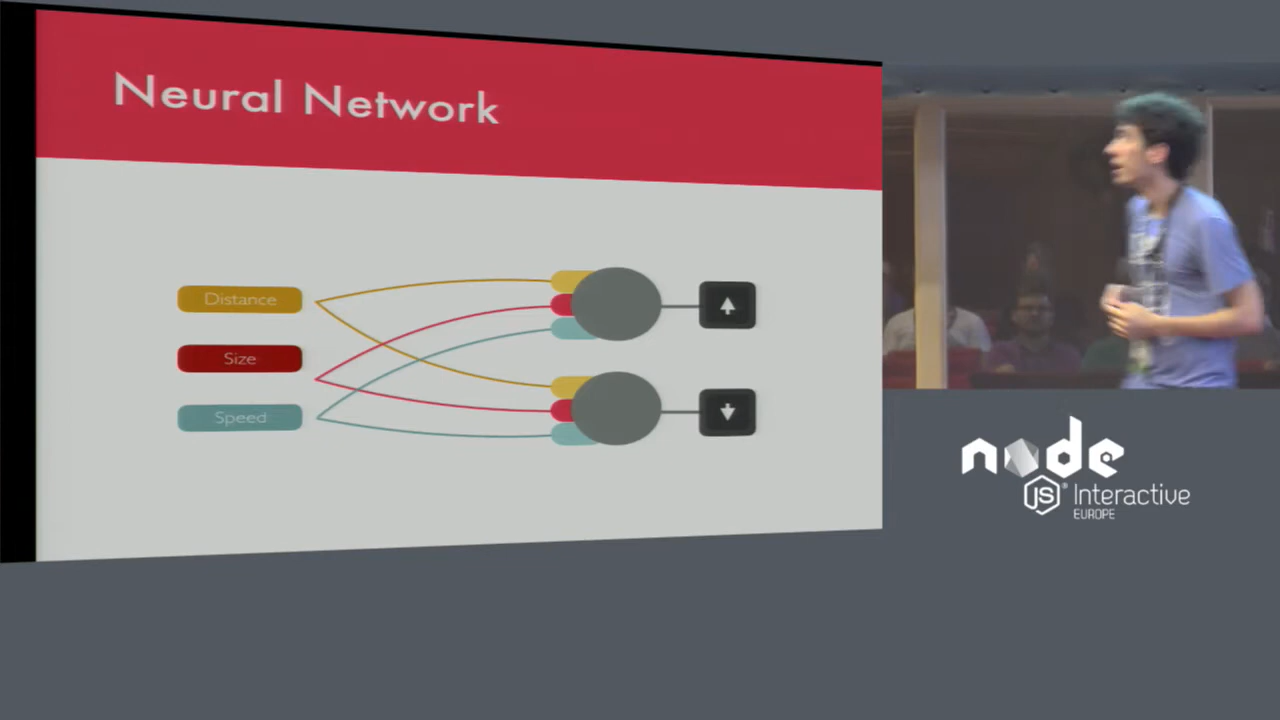 Neural Network
Distance
Size
Speed
node
JS Interactive
EUROPE